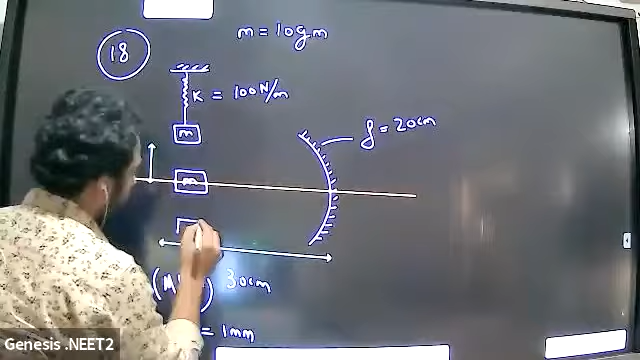 m = 10gm
18
K = 100N/m
m
f = 20cm
m
30cm
= 1mm
Genesis .NEET2